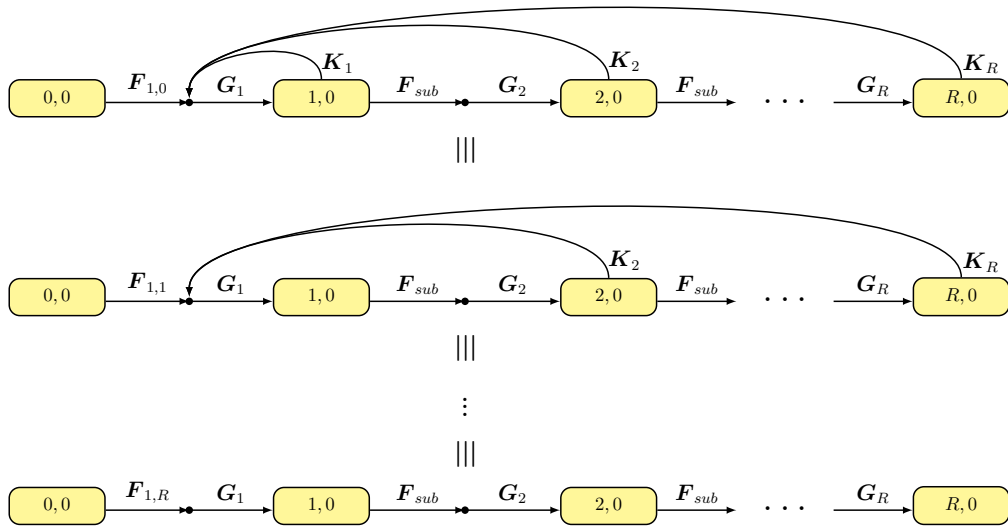 K_1 K_2 K_R
0,0 F_{1,0} G_1 1,0 F_{sub} G_2 2,0 F_{sub} ··· G_R R,0
|||
K_2 K_R
0,0 F_{1,1} G_1 1,0 F_{sub} G_2 2,0 F_{sub} ··· G_R R,0
|||
⋮
|||
0,0 F_{1,R} G_1 1,0 F_{sub} G_2 2,0 F_{sub} ··· G_R R,0